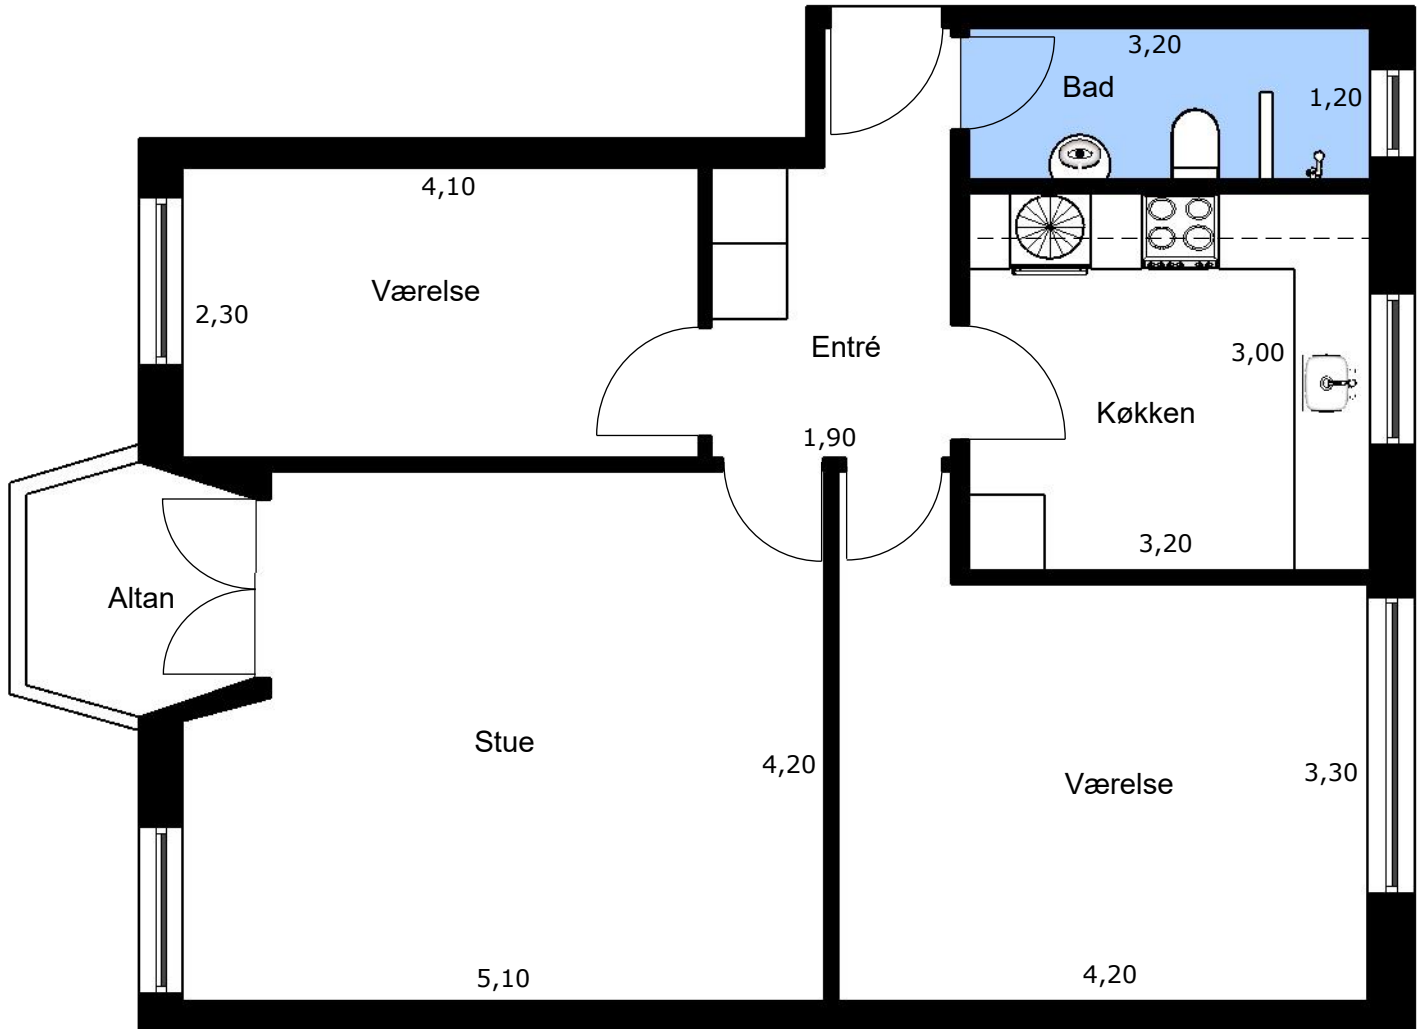 3,20
Bad
1,20
4,10
Værelse
2,30
Entré
3,00
Køkken
1,90
3,20
Altan
Stue
4,20
Værelse
3,30
5,10
4,20